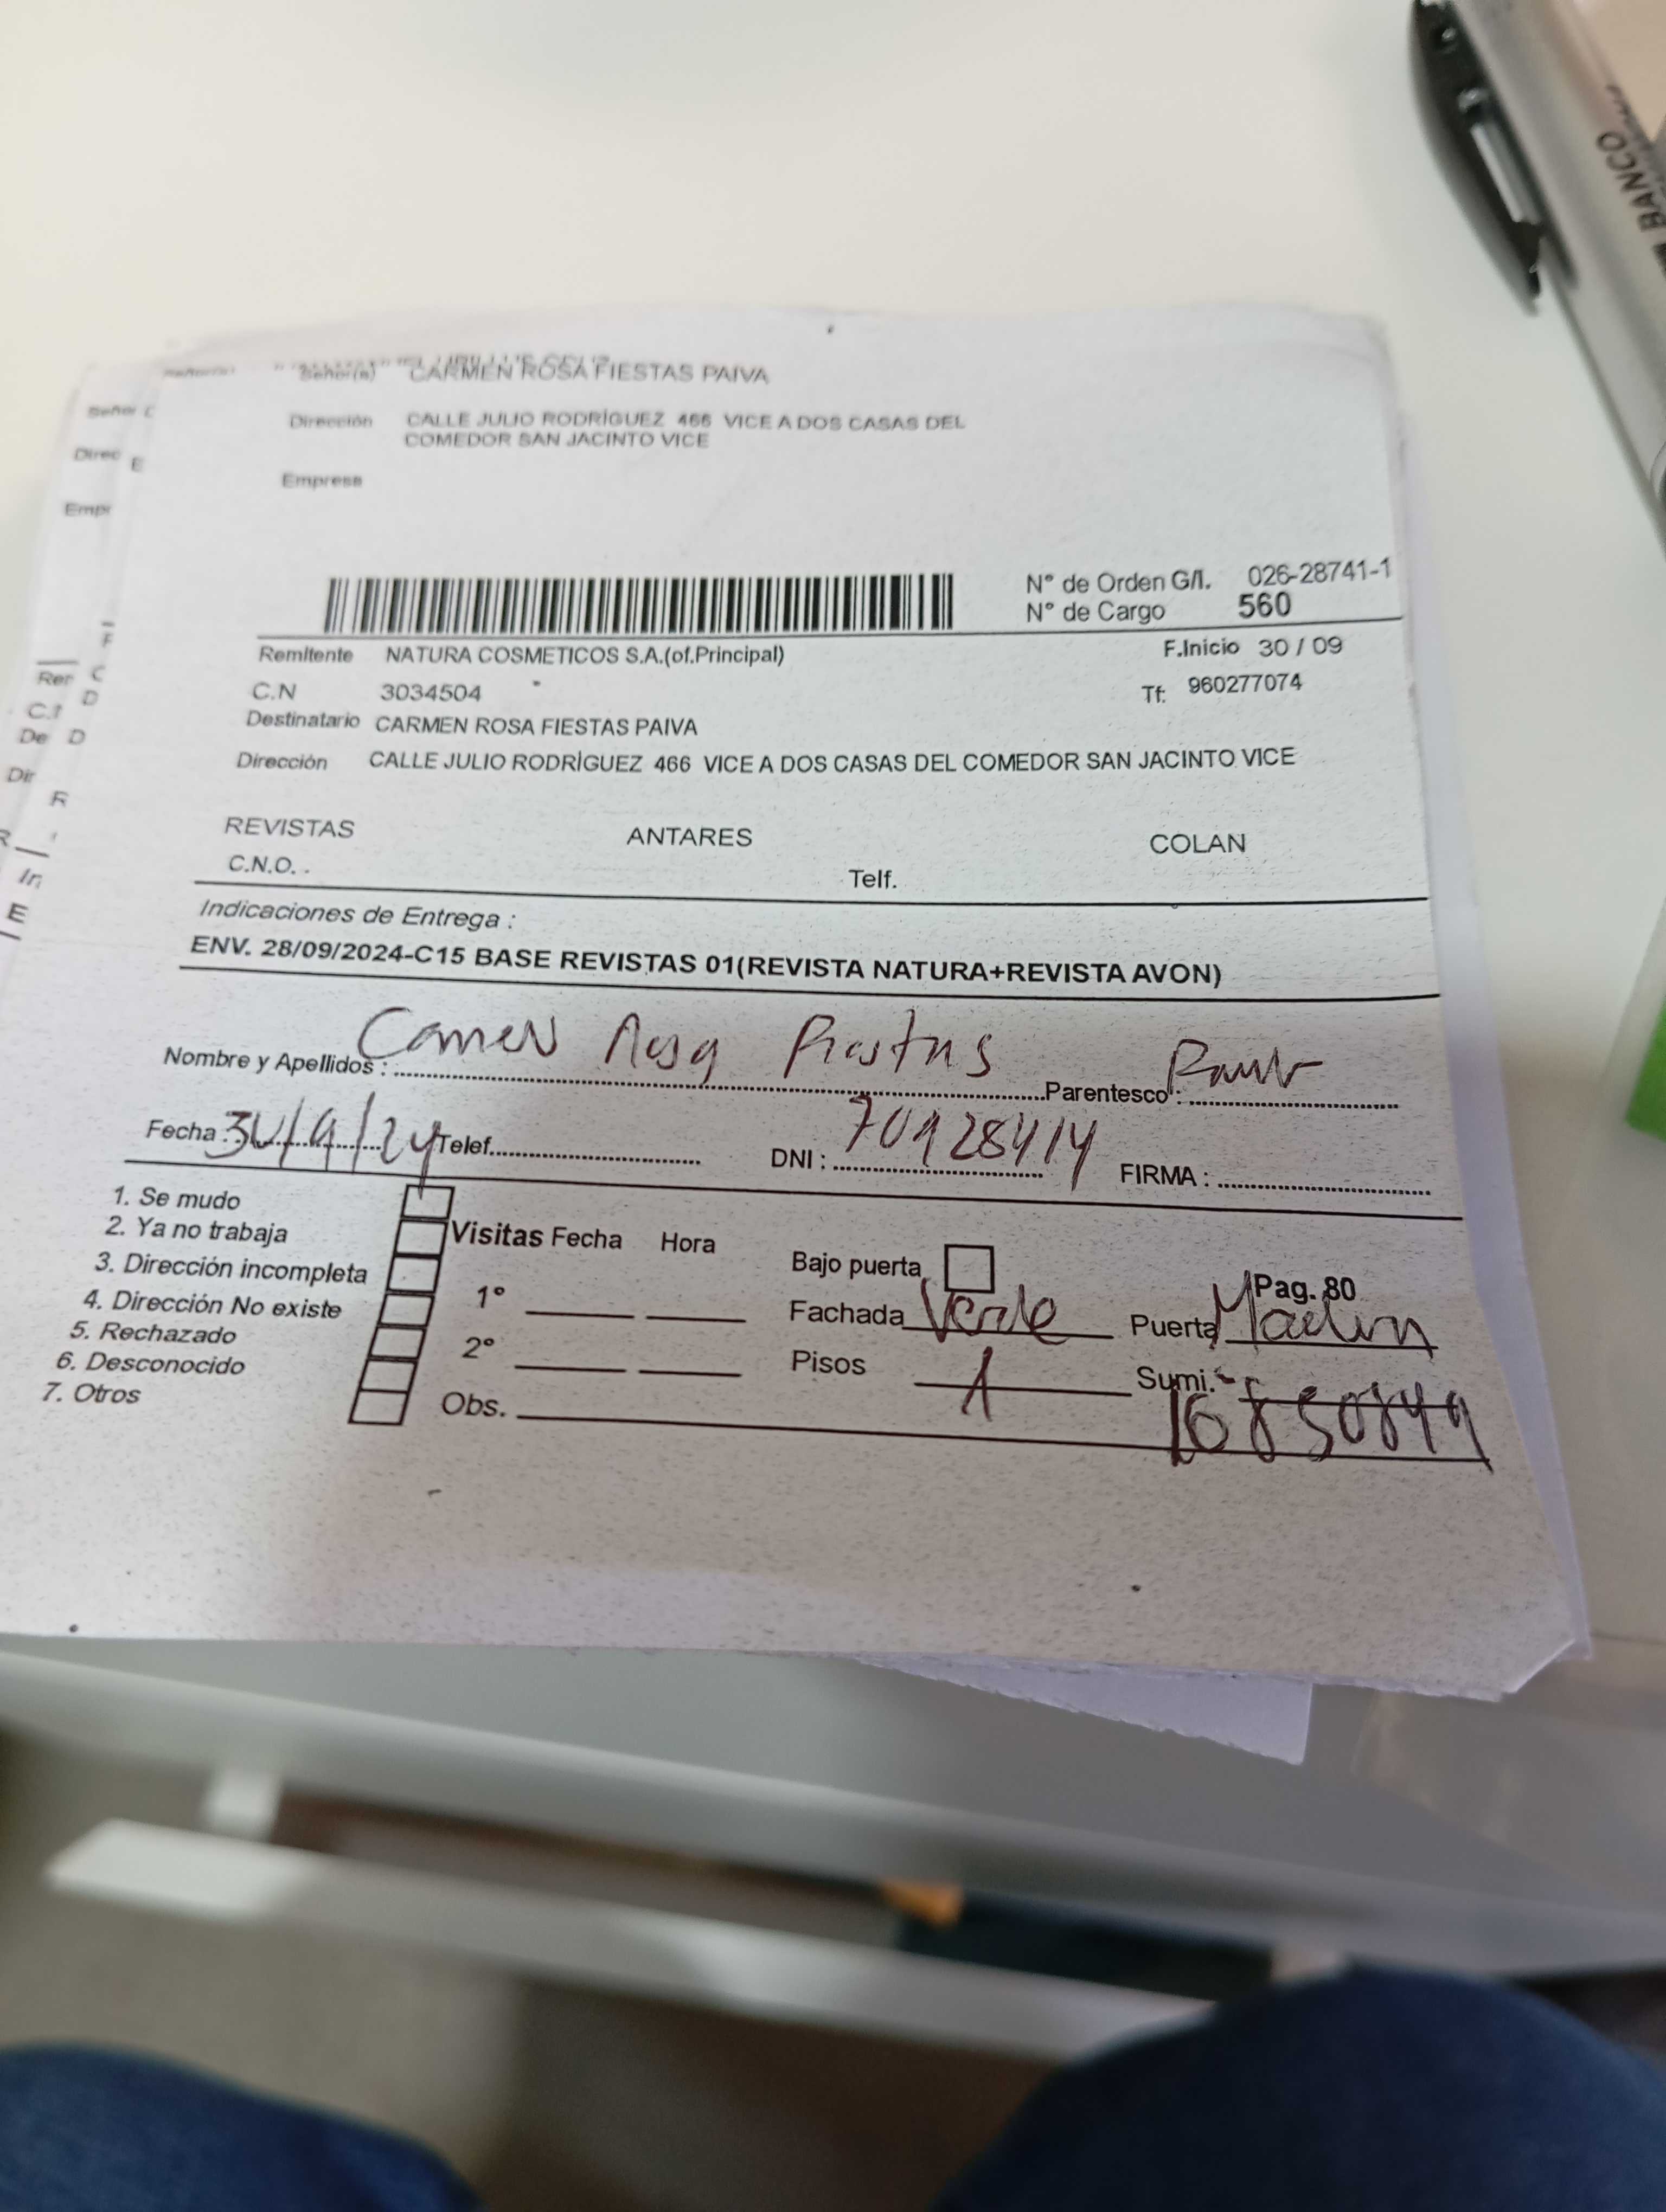 Señor(a) CARMEN ROSA FIESTAS PAIVA
Dirección CALLE JULIO RODRÍGUEZ 466 VICE A DOS CASAS DEL
COMEDOR SAN JACINTO VICE
Empresa
N° de Orden G/I. 026-28741-1
N° de Cargo 560
Remitente NATURA COSMETICOS S.A.(of.Principal) F.Inicio 30 / 09
C.N 3034504 Tf: 960277074
Destinatario CARMEN ROSA FIESTAS PAIVA
Dirección CALLE JULIO RODRÍGUEZ 466 VICE A DOS CASAS DEL COMEDOR SAN JACINTO VICE
REVISTAS ANTARES COLAN
C.N.O. . Telf.
Indicaciones de Entrega :
ENV. 28/09/2024-C15 BASE REVISTAS 01(REVISTA NATURA+REVISTA AVON)
Nombre y Apellidos : Carmen Rosa Fiestas Parentesco :
Fecha : 30/9/24 Telef. DNI : FIRMA :
1. Se mudo
2. Ya no trabaja Visitas Fecha Hora Bajo puerta Pag. 80
3. Dirección incompleta
4. Dirección No existe 1° Fachada Verde Puerta
5. Rechazado 2° Pisos 1 Sumi.
6. Desconocido
7. Otros Obs. 16850849
BANCO